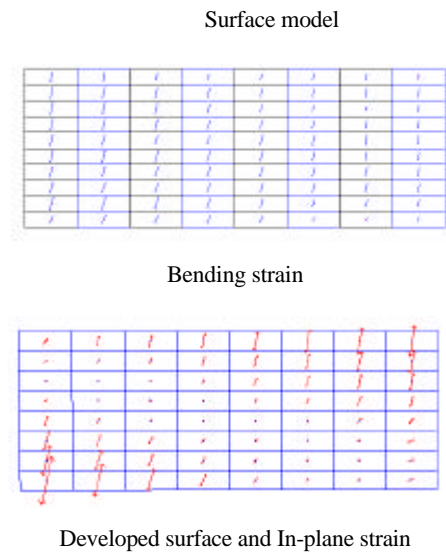 Surface model
Bending strain
Developed surface and In-plane strain